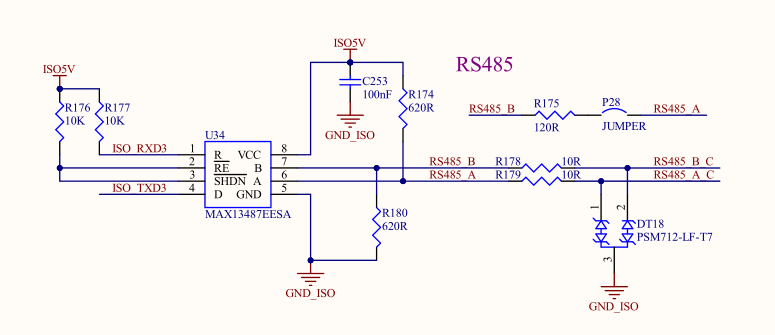 ISO5V
RS485
ISO5V
C253
100nF
R174
620R
R176
10K
R177
10K
GND_ISO
RS485_B
R175
120R
P28
JUMPER
RS485_A
U34
ISO_RXD3
1
R
VCC
8
2
RE
B
7
RS485_B
R178
10R
RS485_B_C
3
SHDN
A
6
RS485_A
R179
10R
RS485_A_C
ISO_TXD3
4
D
GND
5
MAX13487EESA
R180
620R
1
2
DT18
PSM712-LF-T7
3
GND_ISO
GND_ISO